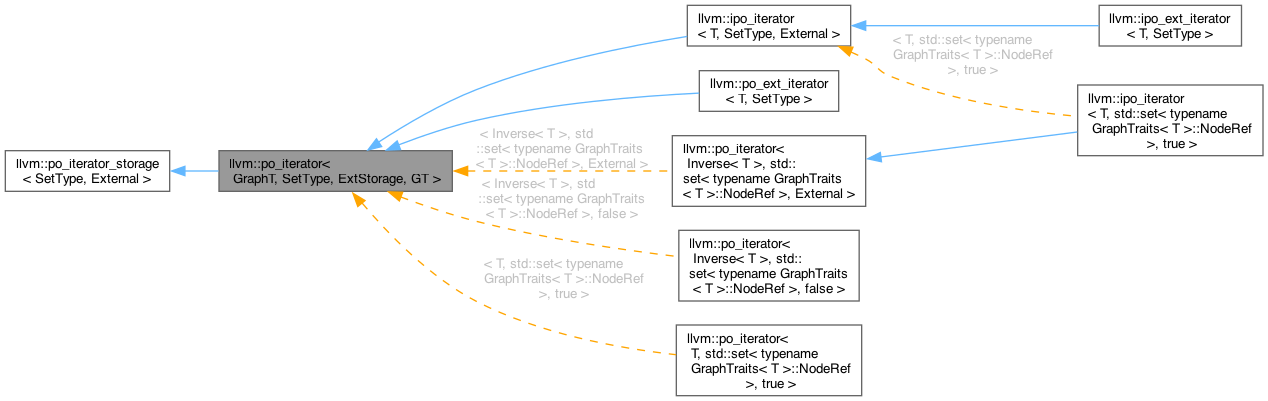 llvm::po_iterator_storage
< SetType, External >
llvm::po_iterator<
GraphT, SetType, ExtStorage, GT >
llvm::ipo_iterator
< T, SetType, External >
llvm::po_ext_iterator
< T, SetType >
< Inverse< T >, std
::set< typename GraphTraits
< T >::NodeRef >, External >
llvm::po_iterator<
Inverse< T >, std::
set< typename GraphTraits
< T >::NodeRef >, External >
< Inverse< T >, std
::set< typename GraphTraits
< T >::NodeRef >, false >
llvm::po_iterator<
Inverse< T >, std::
set< typename GraphTraits
< T >::NodeRef >, false >
< T, std::set< typename
GraphTraits< T >::NodeRef
>, true >
llvm::po_iterator<
T, std::set< typename
GraphTraits< T >::NodeRef
>, true >
llvm::ipo_ext_iterator
< T, SetType >
< T, std::set< typename
GraphTraits< T >::NodeRef
>, true >
llvm::ipo_iterator
< T, std::set< typename
GraphTraits< T >::NodeRef
>, true >